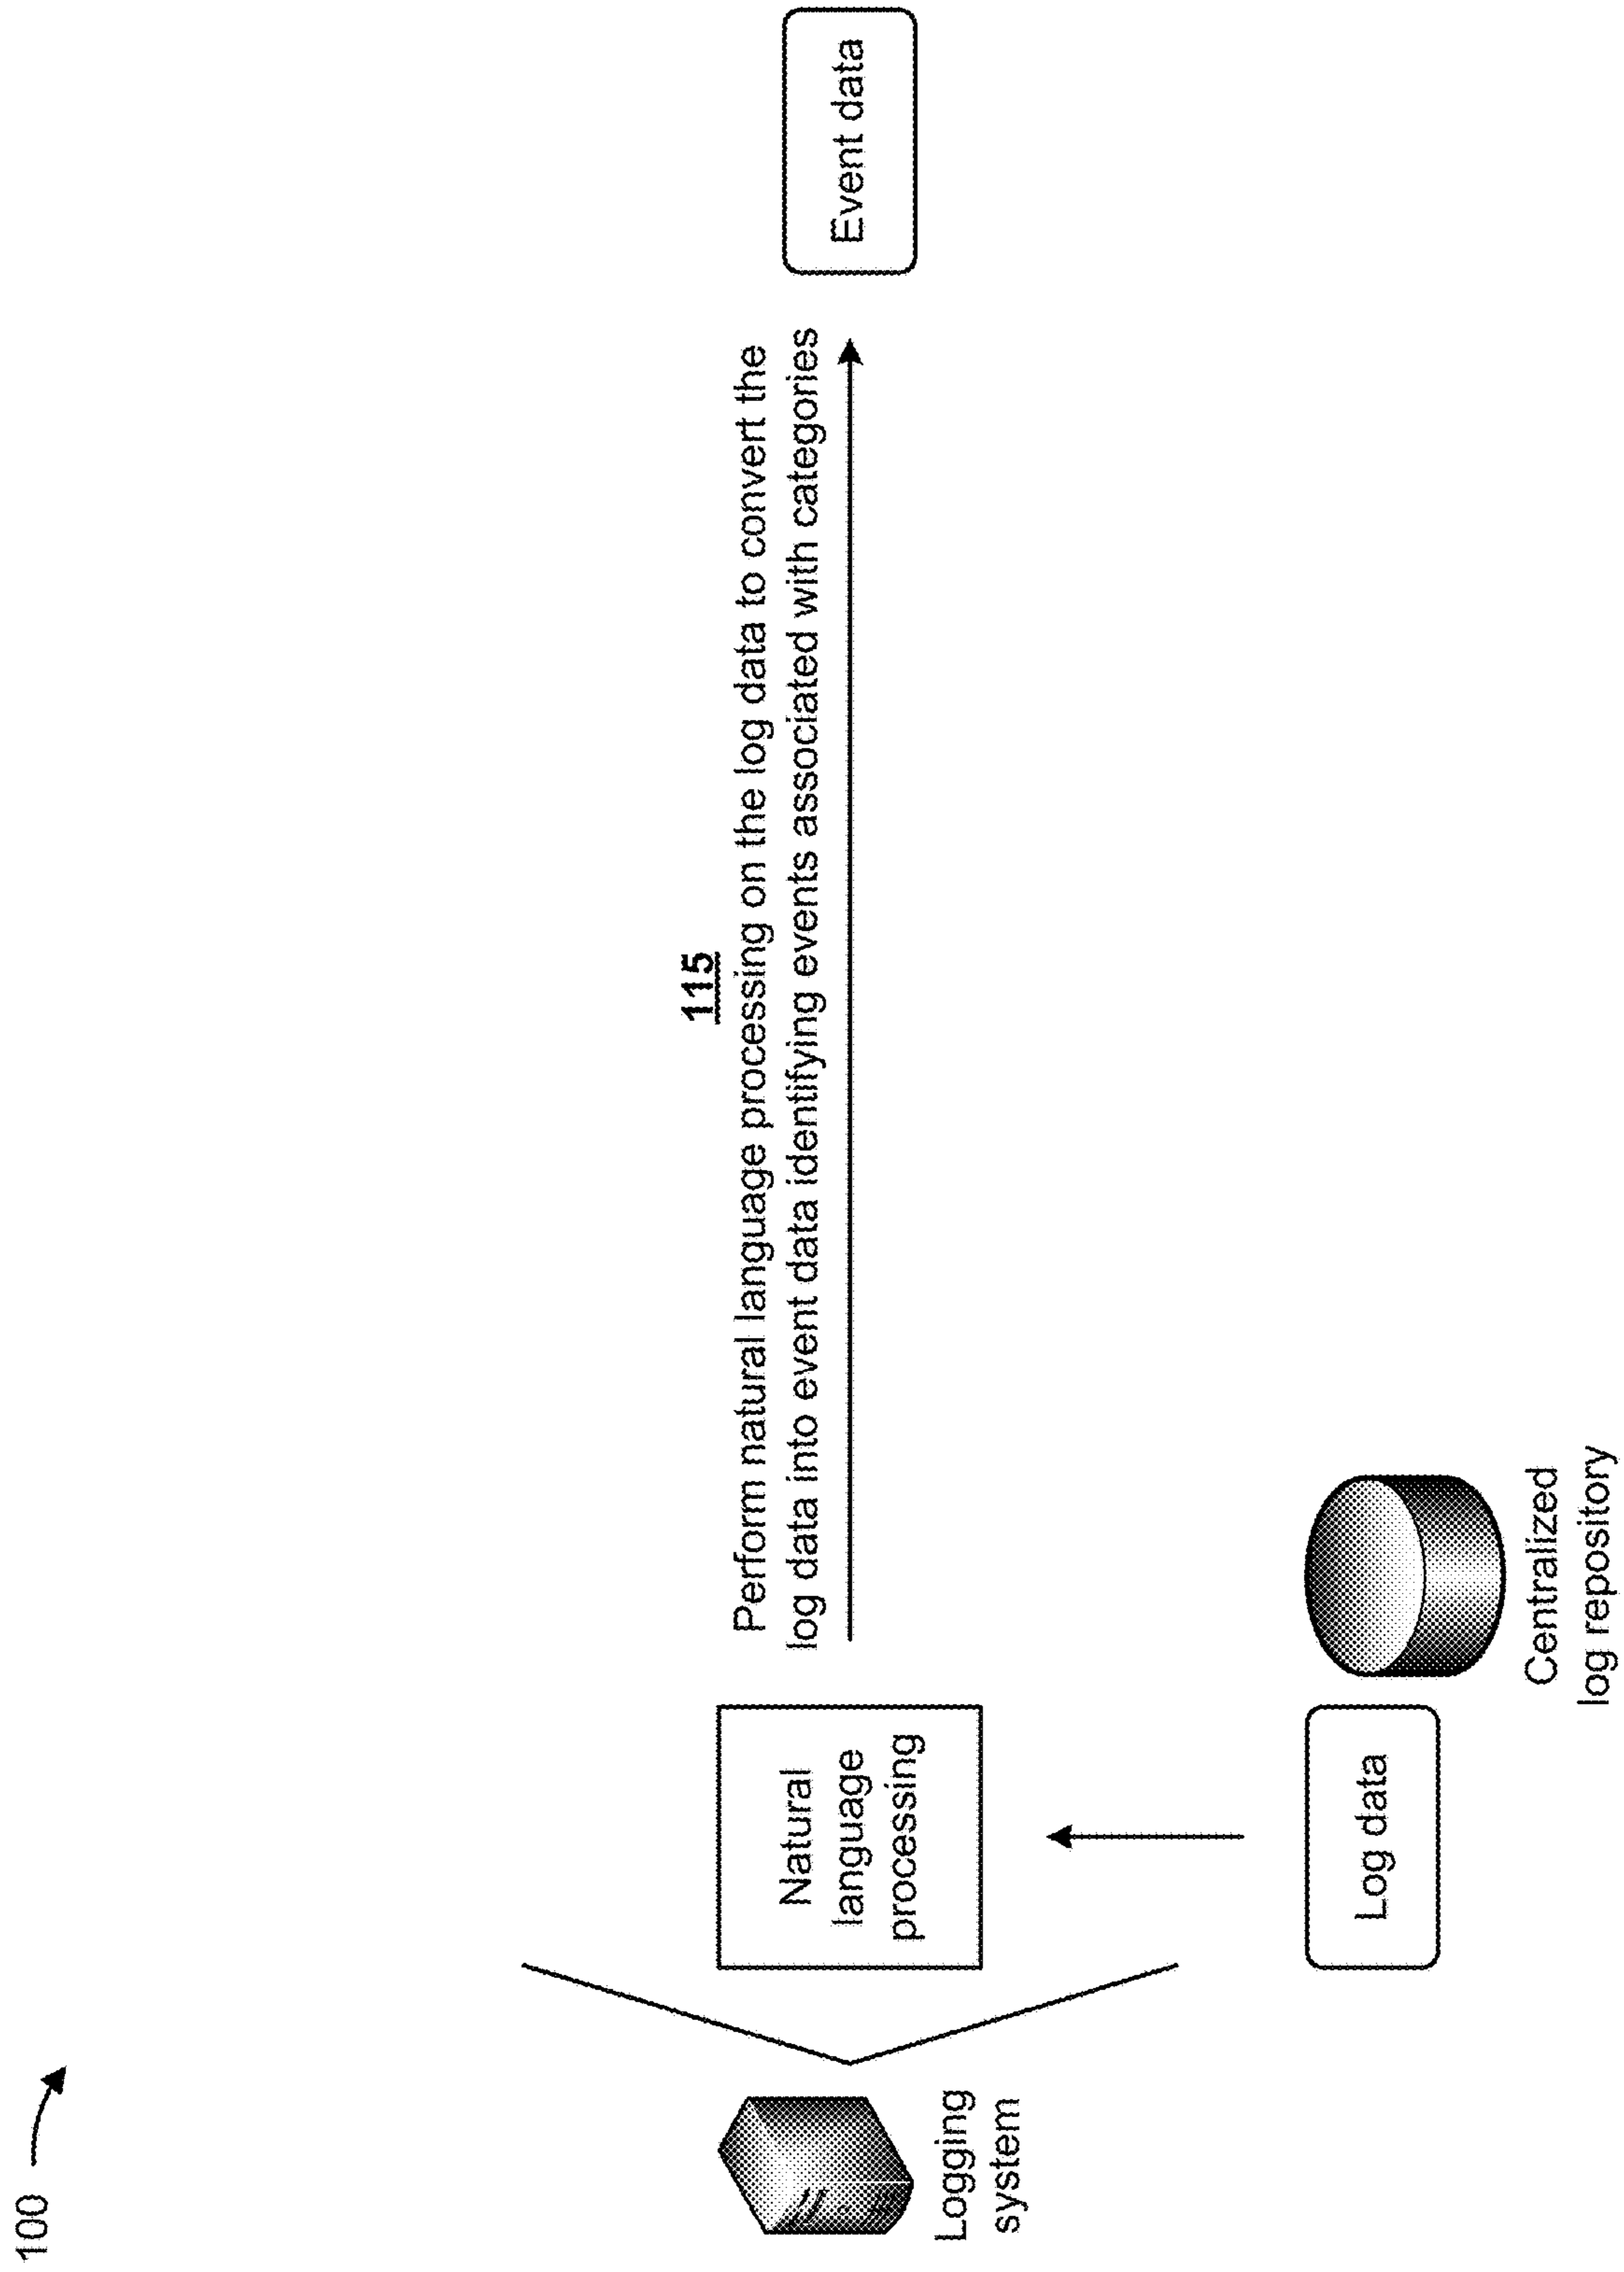 100
115
Perform natural language processing on the log data to convert the
log data into event data identifying events associated with categories
Natural
language
processing
Event data
Logging
system
Log data
Centralized
log repository